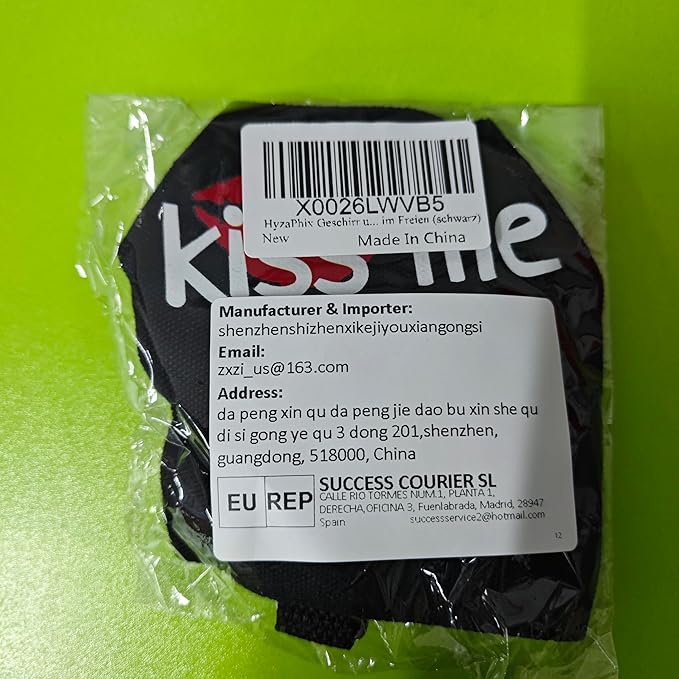 X0026LWVB5
HyzaPhix Geschirr u... im Freien (schwarz)
New
Made In China
kiss me
Manufacturer & Importer:
shenzhenshizhenxikejiyouxiangongsi
Email:
zxzi_us@163.com
Address:
da peng xin qu da peng jie dao bu xin she qu
di si gong ye qu 3 dong 201,shenzhen,
guangdong, 518000, China
EU REP
SUCCESS COURIER SL
CALLE RIO TORMES NUM.1, PLANTA 1,
DERECHA,OFICINA 3, Fuenlabrada, Madrid, 28947
Spain
successservice2@hotmail.com
12